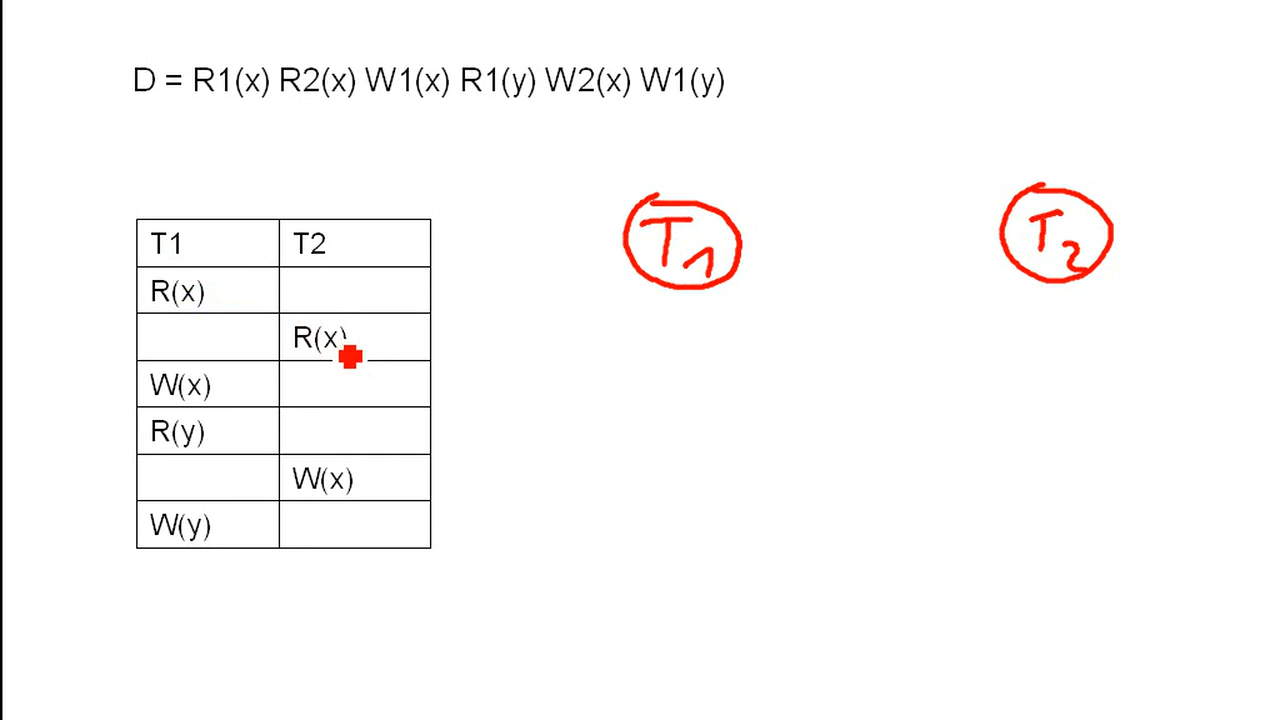 D = R1(x) R2(x) W1(x) R1(y) W2(x) W1(y)
T1 T2
T1 T2
R(x)
R(x)
W(x)
R(y)
W(x)
W(y)